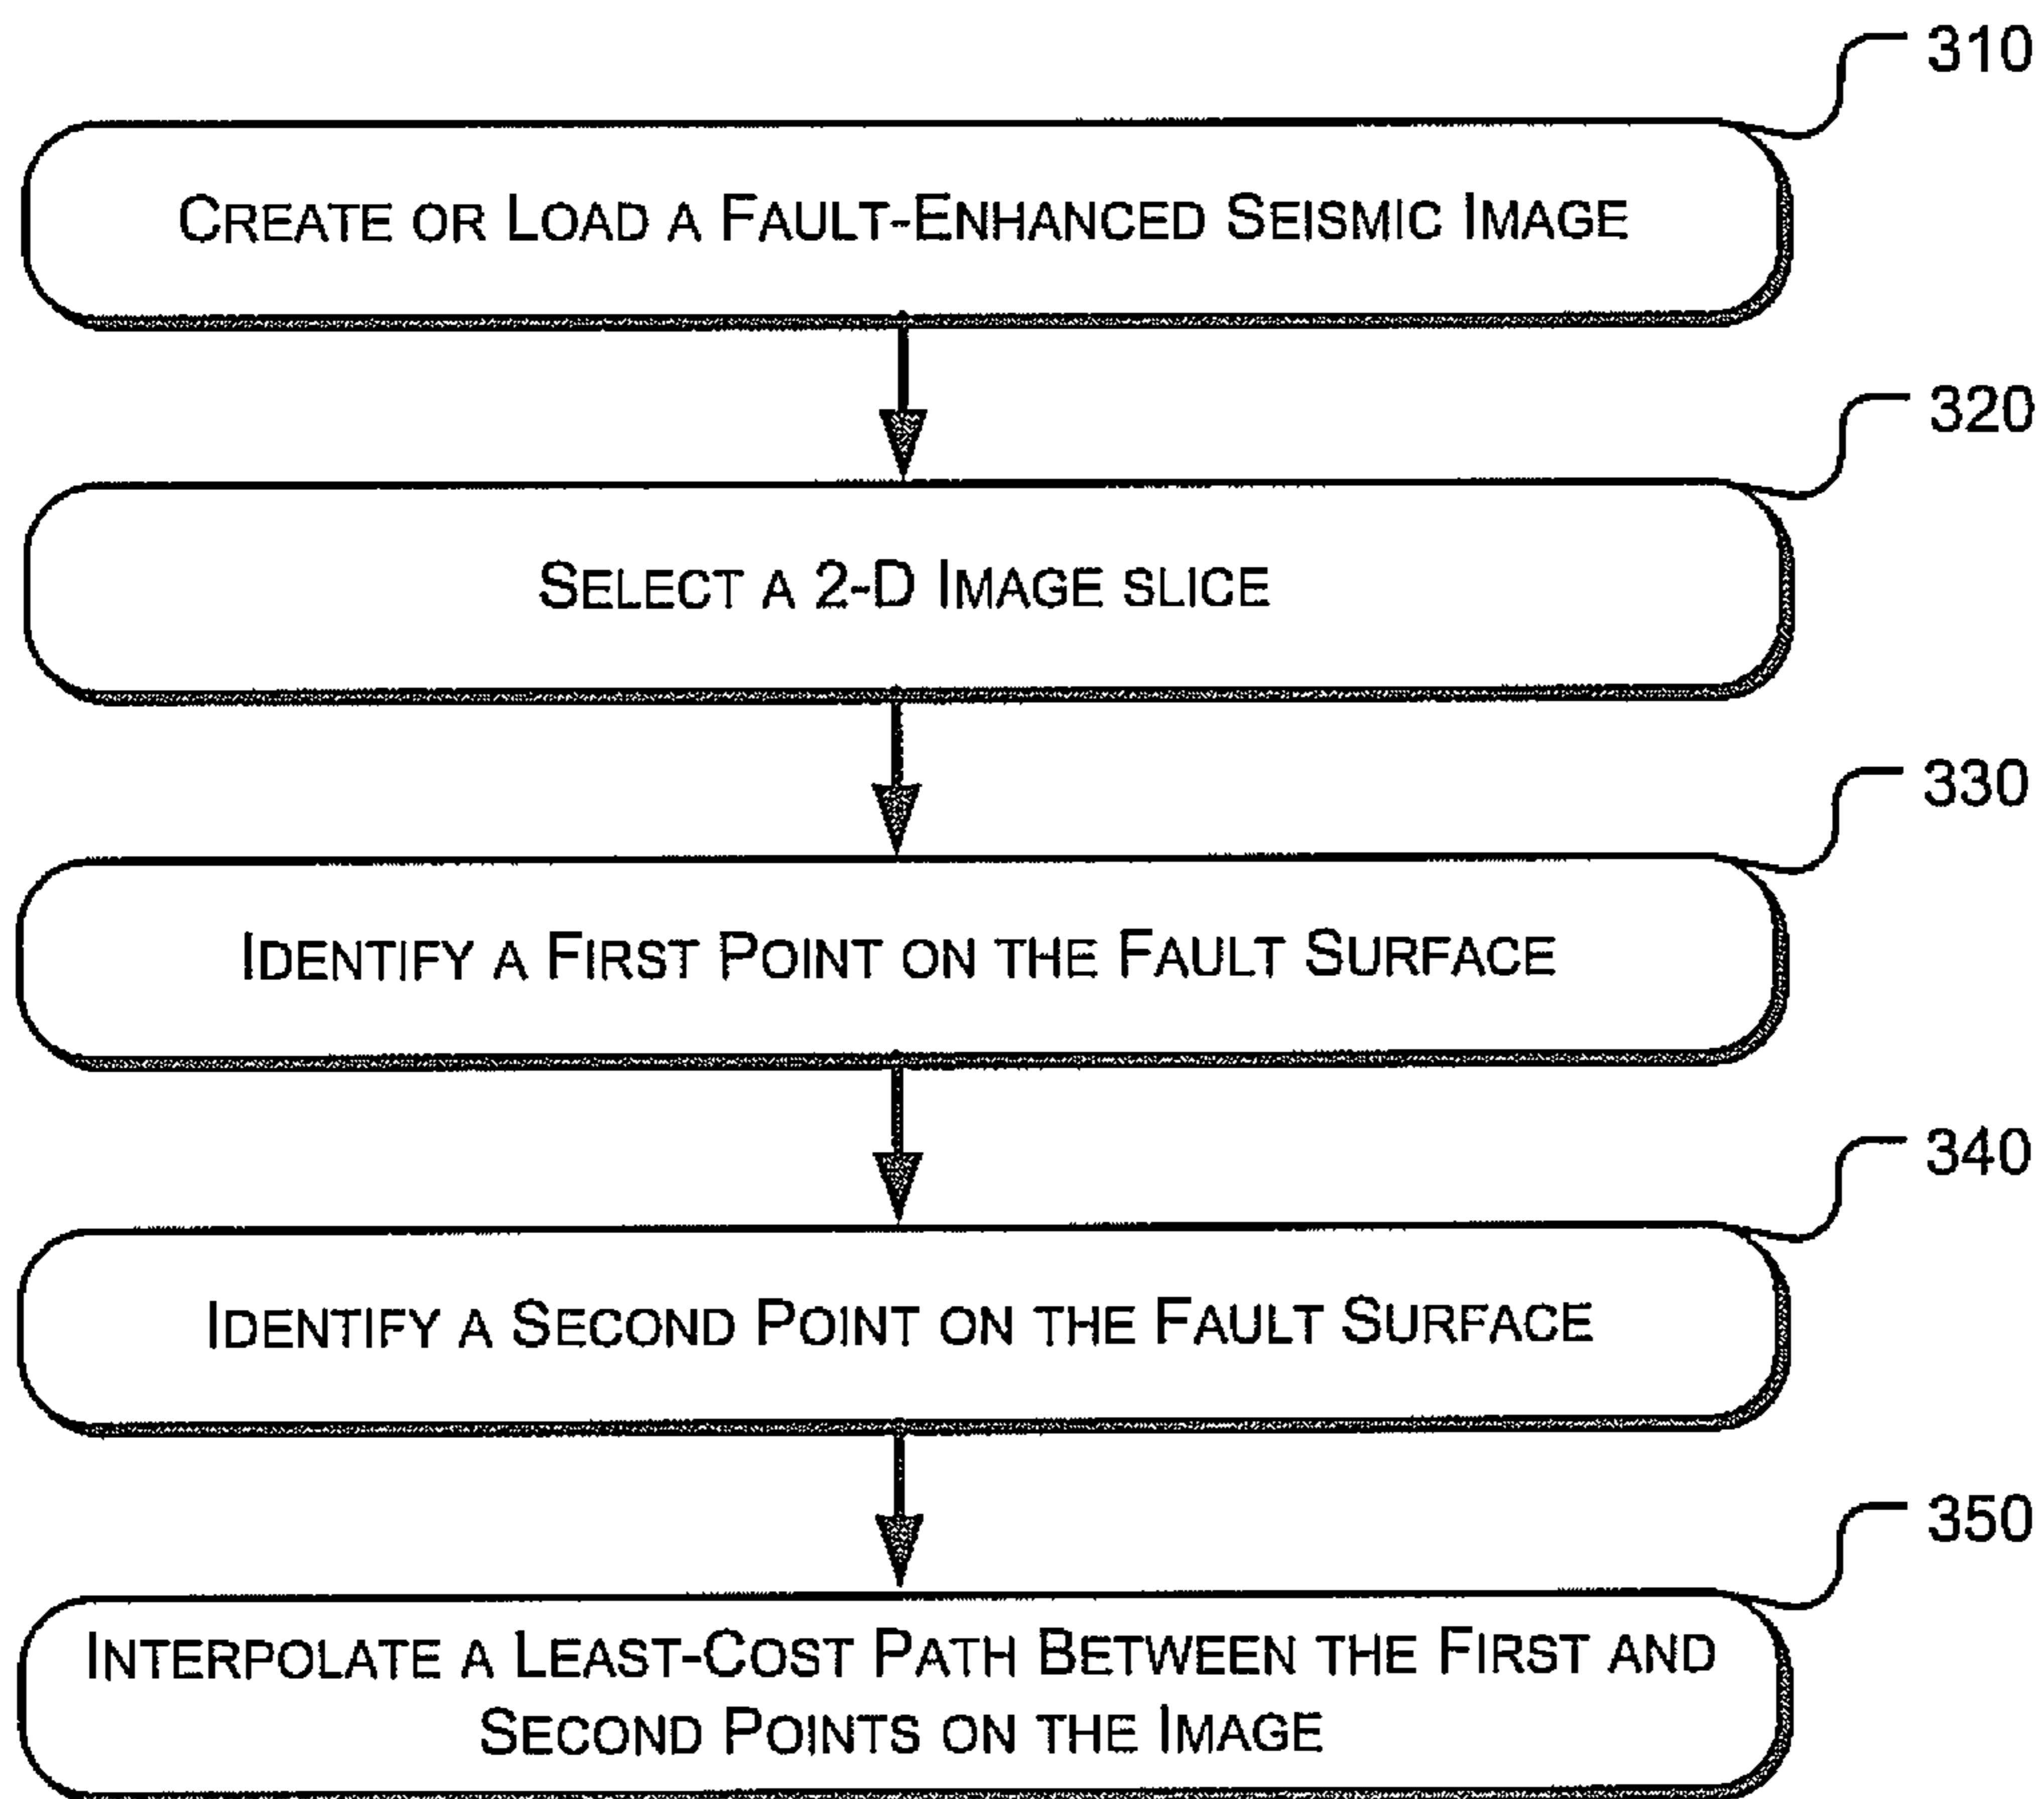 310
CREATE OR LOAD A FAULT-ENHANCED SEISMIC IMAGE
320
SELECT A 2-D IMAGE SLICE
330
IDENTIFY A FIRST POINT ON THE FAULT SURFACE
340
IDENTIFY A SECOND POINT ON THE FAULT SURFACE
350
INTERPOLATE A LEAST-COST PATH BETWEEN THE FIRST AND
SECOND POINTS ON THE IMAGE